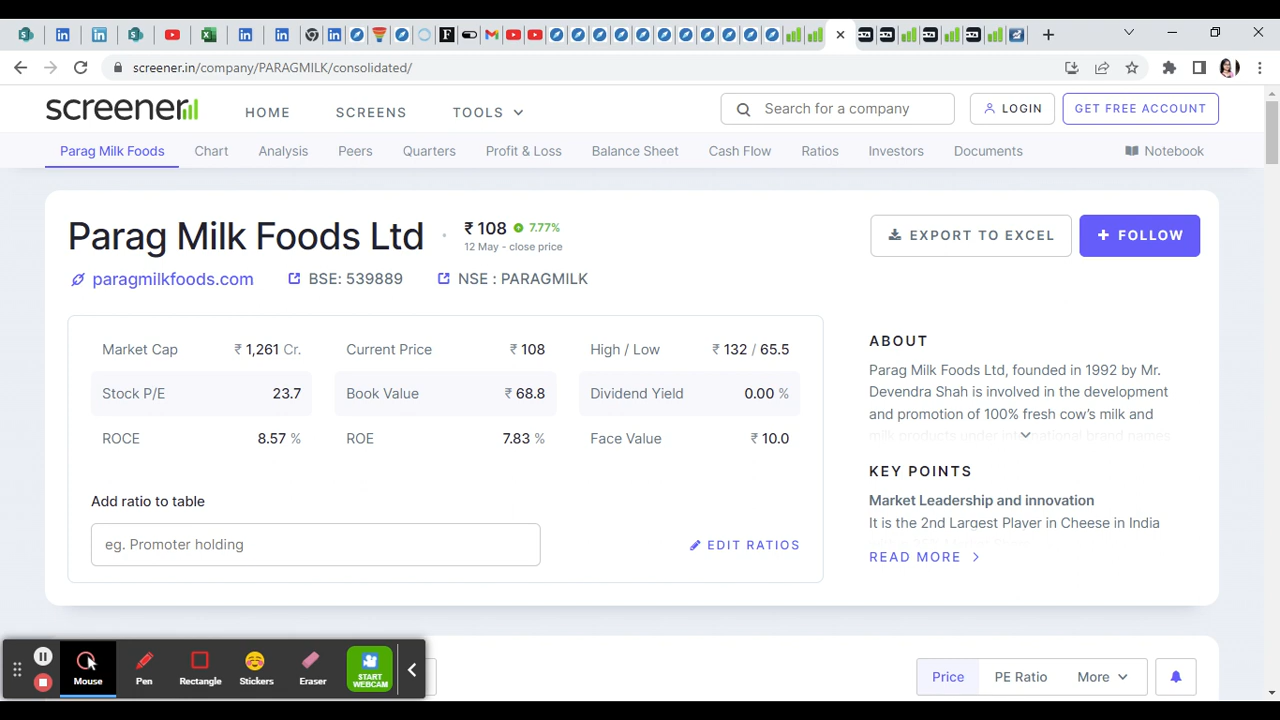 screener.in/company/PARAGMILK/consolidated/
screener
HOME SCREENS TOOLS
Search for a company
LOGIN GET FREE ACCOUNT
Parag Milk Foods Chart Analysis Peers Quarters Profit & Loss Balance Sheet Cash Flow Ratios Investors Documents Notebook
Parag Milk Foods Ltd
₹ 108 7.77%
12 May - close price
EXPORT TO EXCEL
+ FOLLOW
paragmilkfoods.com BSE: 539889 NSE : PARAGMILK
Market Cap ₹ 1,261 Cr. Current Price ₹ 108 High / Low ₹ 132 / 65.5
Stock P/E 23.7 Book Value ₹ 68.8 Dividend Yield 0.00 %
ROCE 8.57 % ROE 7.83 % Face Value ₹ 10.0
Add ratio to table
eg. Promoter holding
EDIT RATIOS
ABOUT
Parag Milk Foods Ltd, founded in 1992 by Mr.
Devendra Shah is involved in the development
and promotion of 100% fresh cow's milk and
milk products under international brand names
KEY POINTS
Market Leadership and innovation
It is the 2nd Largest Player in Cheese in India
READ MORE
Mouse Pen Rectangle Stickers Eraser START WEBCAM
Price PE Ratio More